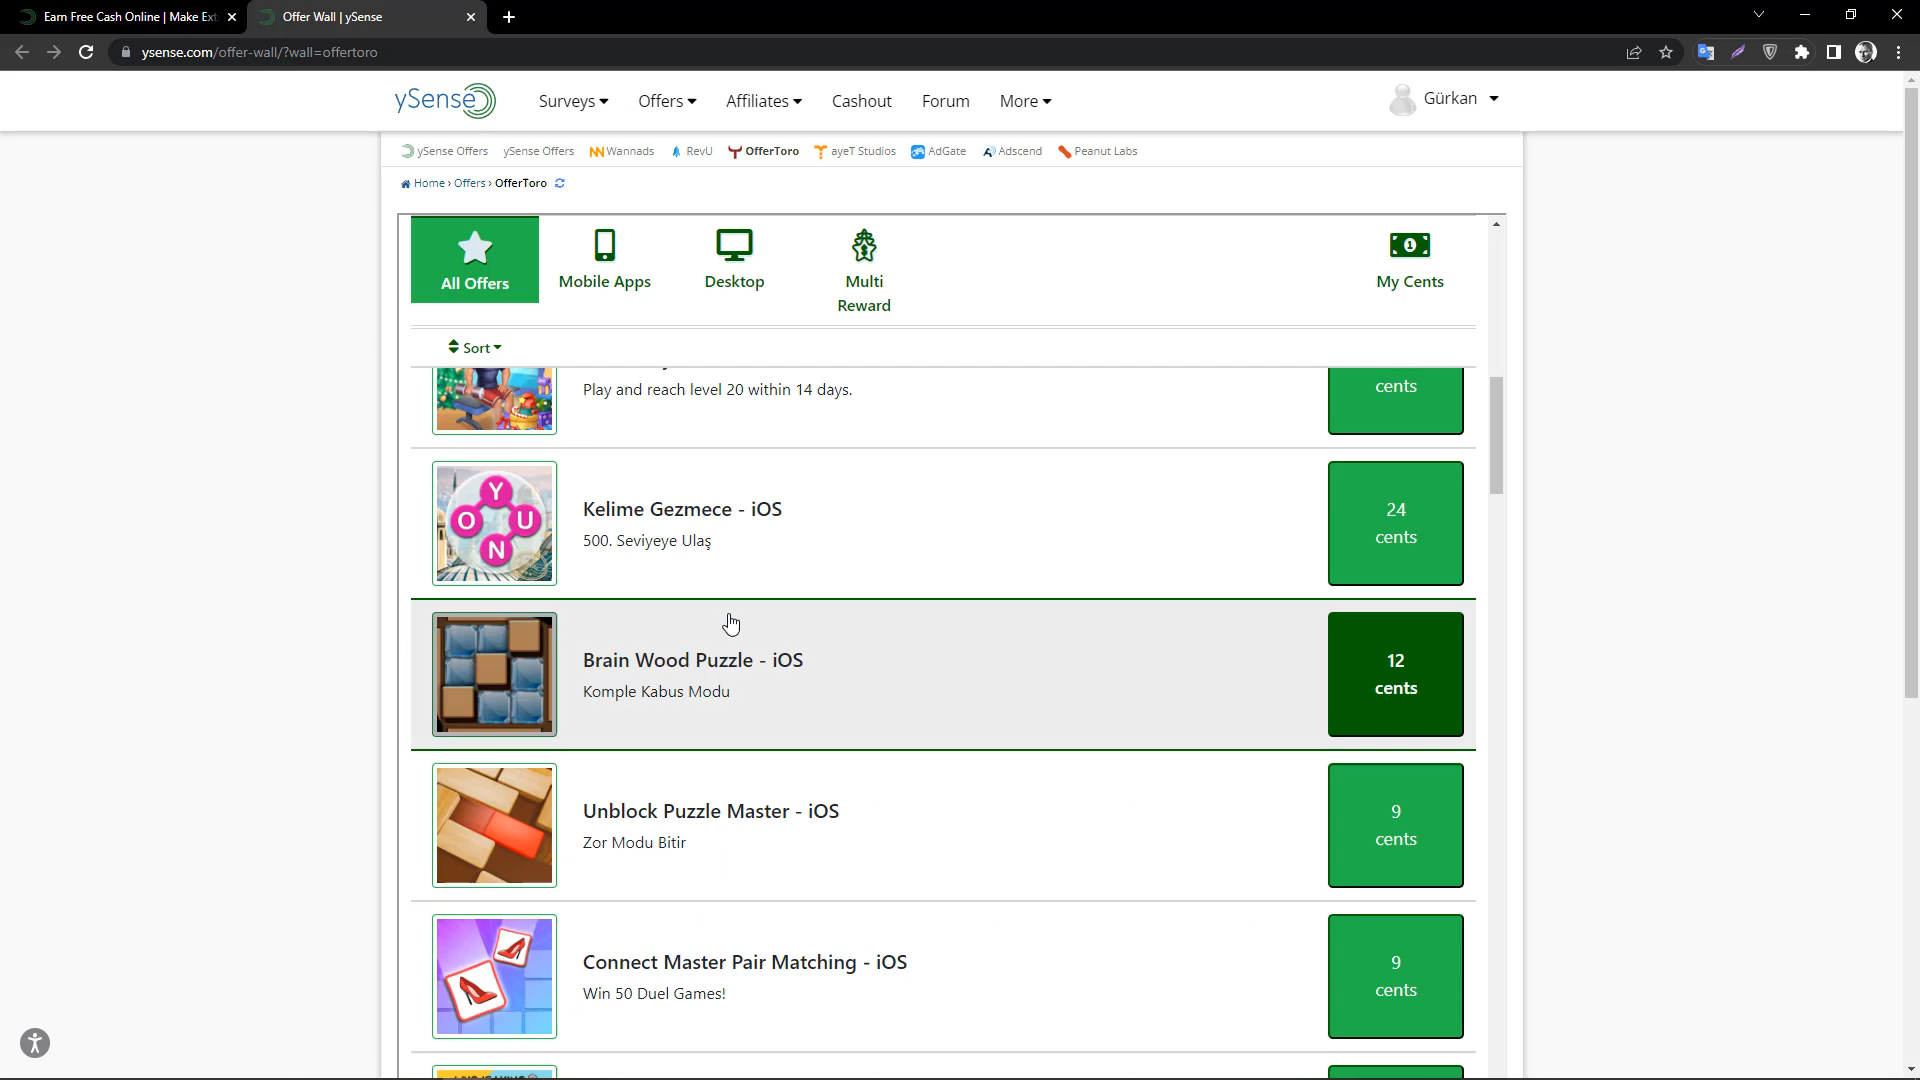 Earn Free Cash Online | Make Ext
Offer Wall | ySense
ysense.com/offer-wall/?wall=offertoro
ySense
Surveys
Offers
Affiliates
Cashout
Forum
More
Gürkan
ySense Offers
ySense Offers
Wannads
RevU
OfferToro
ayeT Studios
AdGate
Adscend
Peanut Labs
Home › Offers › OfferToro
All Offers
Mobile Apps
Desktop
Multi
Reward
My Cents
Sort
Play and reach level 20 within 14 days.
cents
Y
O U
N
Kelime Gezmece - iOS
500. Seviyeye Ulaş
24
cents
Brain Wood Puzzle - iOS
Komple Kabus Modu
12
cents
Unblock Puzzle Master - iOS
Zor Modu Bitir
9
cents
Connect Master Pair Matching - iOS
Win 50 Duel Games!
9
cents